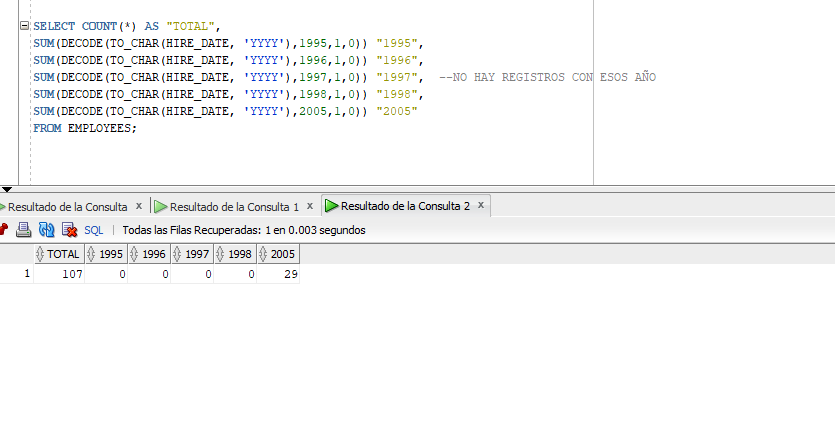 SELECT COUNT(*) AS "TOTAL",
SUM(DECODE(TO_CHAR(HIRE_DATE, 'YYYY'),1995,1,0)) "1995",
SUM(DECODE(TO_CHAR(HIRE_DATE, 'YYYY'),1996,1,0)) "1996",
SUM(DECODE(TO_CHAR(HIRE_DATE, 'YYYY'),1997,1,0)) "1997", --NO HAY REGISTROS CON ESOS AÑO
SUM(DECODE(TO_CHAR(HIRE_DATE, 'YYYY'),1998,1,0)) "1998",
SUM(DECODE(TO_CHAR(HIRE_DATE, 'YYYY'),2005,1,0)) "2005"
FROM EMPLOYEES;
Resultado de la Consulta x Resultado de la Consulta 1 x Resultado de la Consulta 2 x
SQL | Todas las Filas Recuperadas: 1 en 0.003 segundos
TOTAL 1995 1996 1997 1998 2005
1 107 0 0 0 0 29